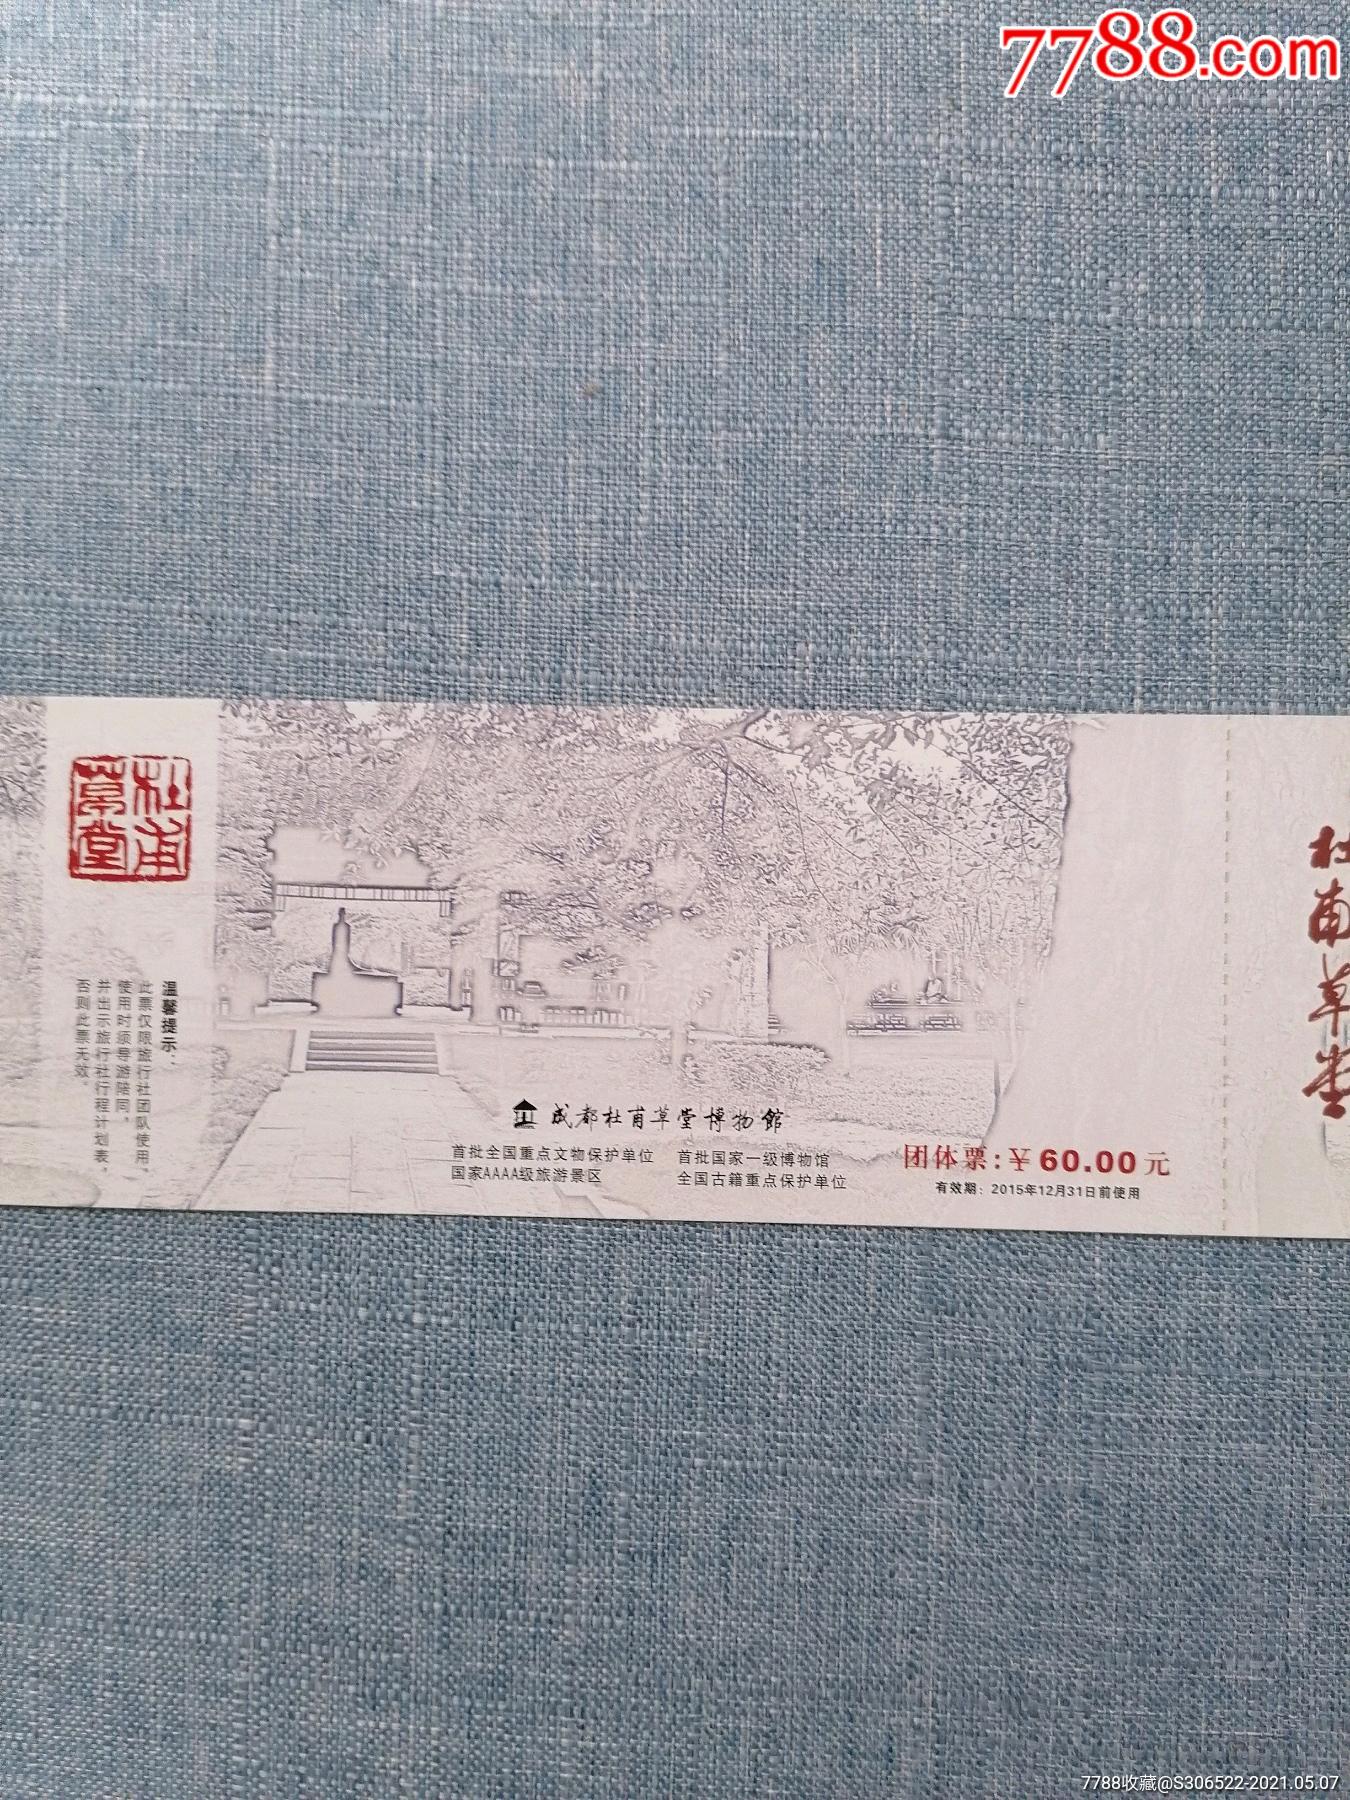 7788.com
杜甫
草堂
温馨提示：
此票仅限旅行社团队使用，
使用时须导游陪同，
并出示旅行社行程计划表，
否则此票无效。
成都杜甫草堂博物館
首批全国重点文物保护单位
国家AAAA级旅游景区
首批国家一级博物馆
全国古籍重点保护单位
团体票:￥60.00元
有效期：2015年12月31日前使用
杜甫草堂
7788收藏@S306522-2021.05.07